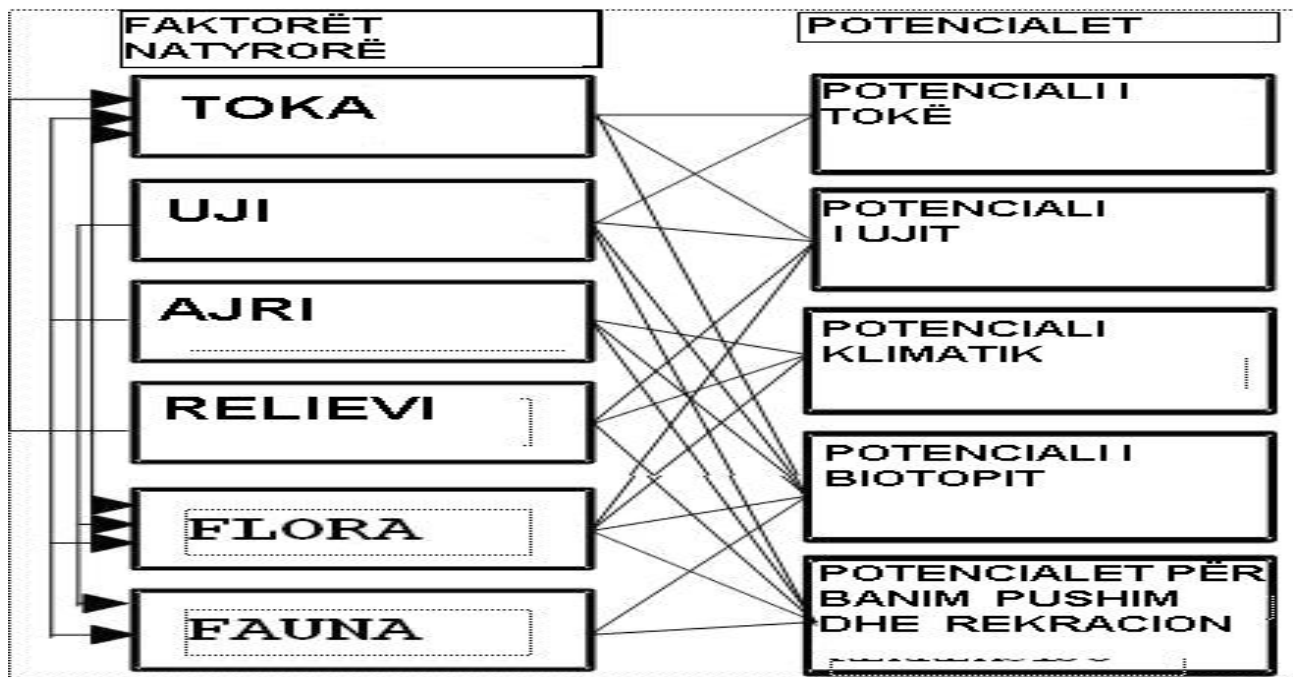 FAKTORËT
NATYRORË
TOKA
UJI
AJRI
RELIEVI
FLORA
FAUNA
POTENCIALET
POTENCIALI I
TOKË
POTENCIALI
I UJIT
POTENCIALI
KLIMATIK
POTENCIALI I
BIOTOPIT
POTENCIALET PËR
BANIM PUSHIM
DHE REKRACION